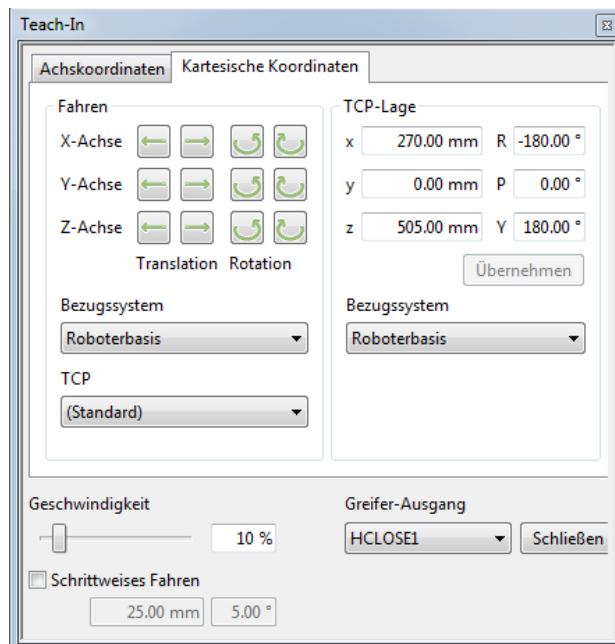 Teach-In
Achskoordinaten Kartesische Koordinaten
Fahren
X-Achse
Y-Achse
Z-Achse
Translation Rotation
Bezugssystem
Roboterbasis
TCP
(Standard)
TCP-Lage
x 270.00 mm R -180.00 °
y 0.00 mm P 0.00 °
z 505.00 mm Y 180.00 °
Übernehmen
Bezugssystem
Roboterbasis
Geschwindigkeit
10 %
Schrittweises Fahren
25.00 mm 5.00 °
Greifer-Ausgang
HCLOSE1 Schließen